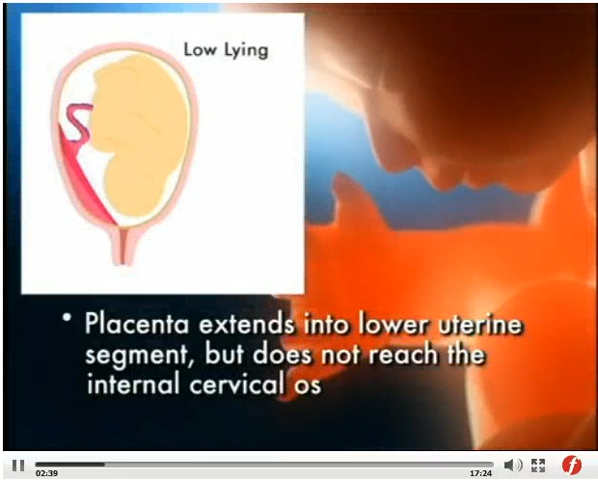 Low Lying
• Placenta extends into lower uterine
segment, but does not reach the
internal cervical os
02:39
17:24
f